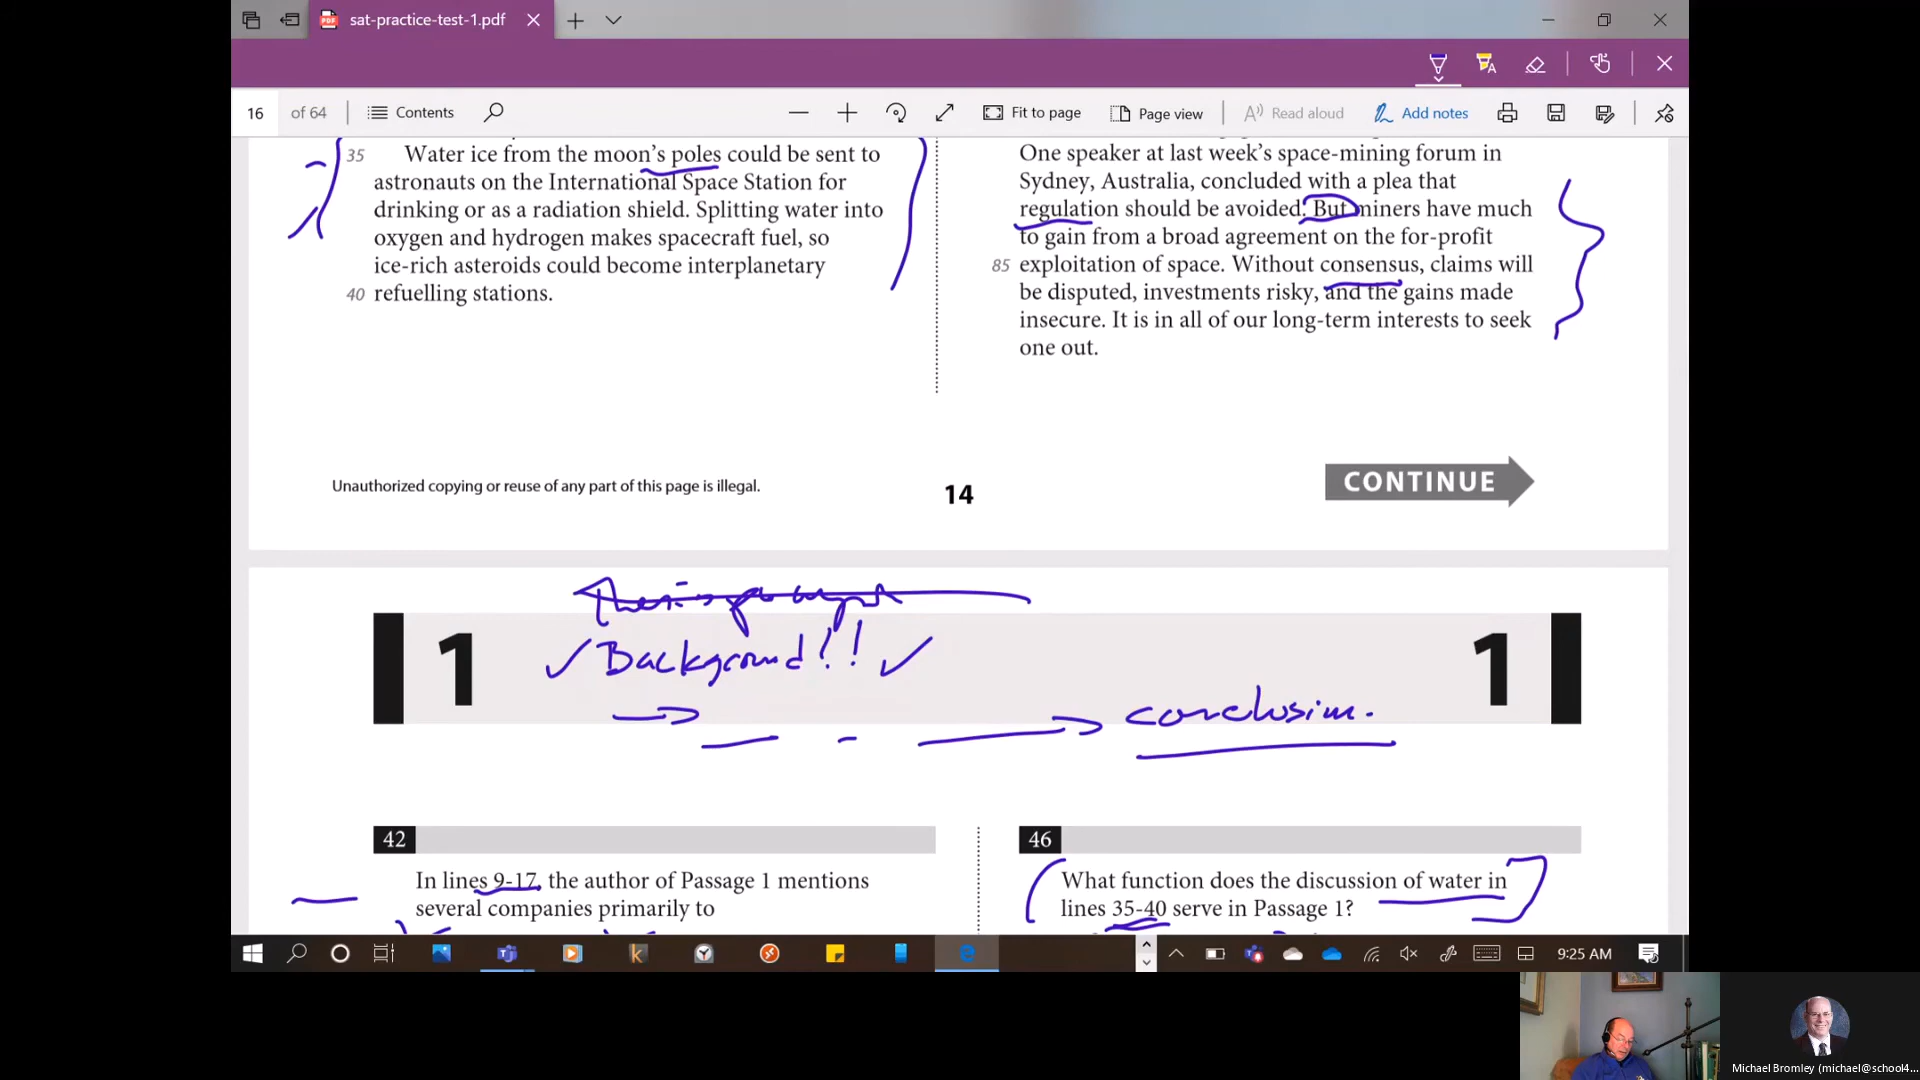 sat-practice-test-1.pdf
16 of 64 Contents Fit to page Page view Read aloud Add notes
35 Water ice from the moon's poles could be sent to
astronauts on the International Space Station for
drinking or as a radiation shield. Splitting water into
oxygen and hydrogen makes spacecraft fuel, so
ice-rich asteroids could become interplanetary
40 refuelling stations.
One speaker at last week's space-mining forum in
Sydney, Australia, concluded with a plea that
regulation should be avoided. But miners have much
to gain from a broad agreement on the for-profit
85 exploitation of space. Without consensus, claims will
be disputed, investments risky, and the gains made
insecure. It is in all of our long-term interests to seek
one out.
Unauthorized copying or reuse of any part of this page is illegal.
14
CONTINUE
1
Background!!
conclusion.
1
42
In lines 9-17, the author of Passage 1 mentions
several companies primarily to
46
What function does the discussion of water in
lines 35-40 serve in Passage 1?
9:25 AM
Michael Bromley (michael@school4...